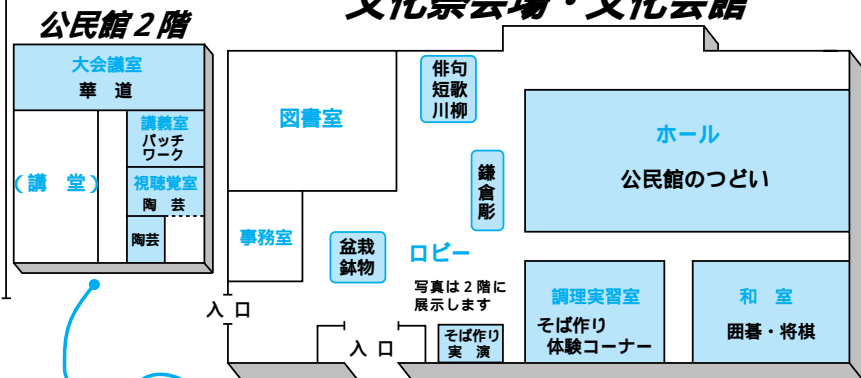 文化祭会場・文化会館
公民館２階
大会議室
華　道
講義室
パッチ
ワーク
(講　堂)
視聴覚室
陶　芸
陶芸
図書室
事務室
俳句
短歌
川柳
鎌
倉
彫
盆栽
鉢物
ロビー
写真は２階に
展示します
ホール
公民館のつどい
調理実習室
そば作り
体験コーナー
和　室
囲碁・将棋
そば作り
実　演
入 口
入 口